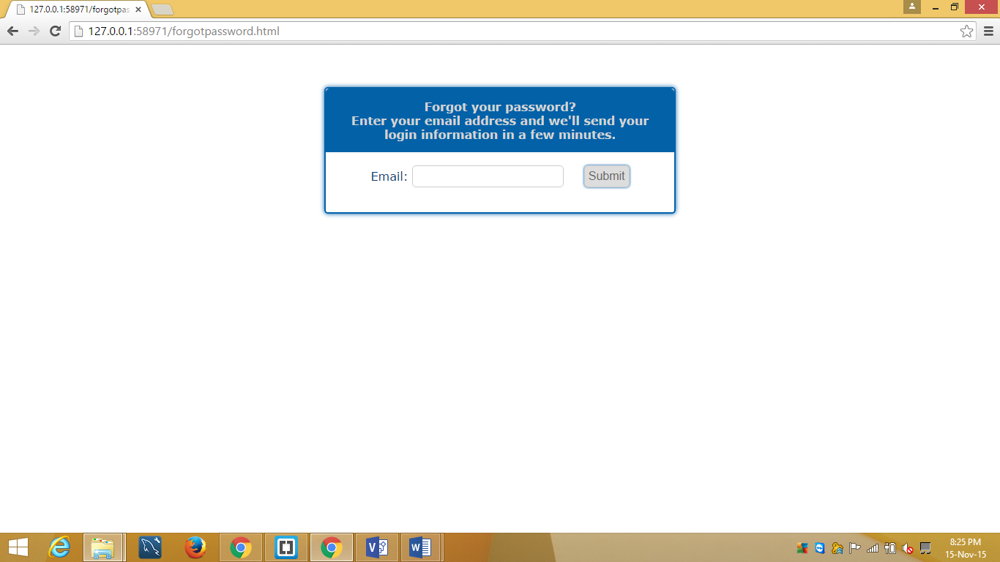 127.0.0.1:58971/forgotpas
127.0.0.1:58971/forgotpassword.html
Forgot your password?
Enter your email address and we'll send your
login information in a few minutes.
Email:
Submit
8:25 PM
15-Nov-15